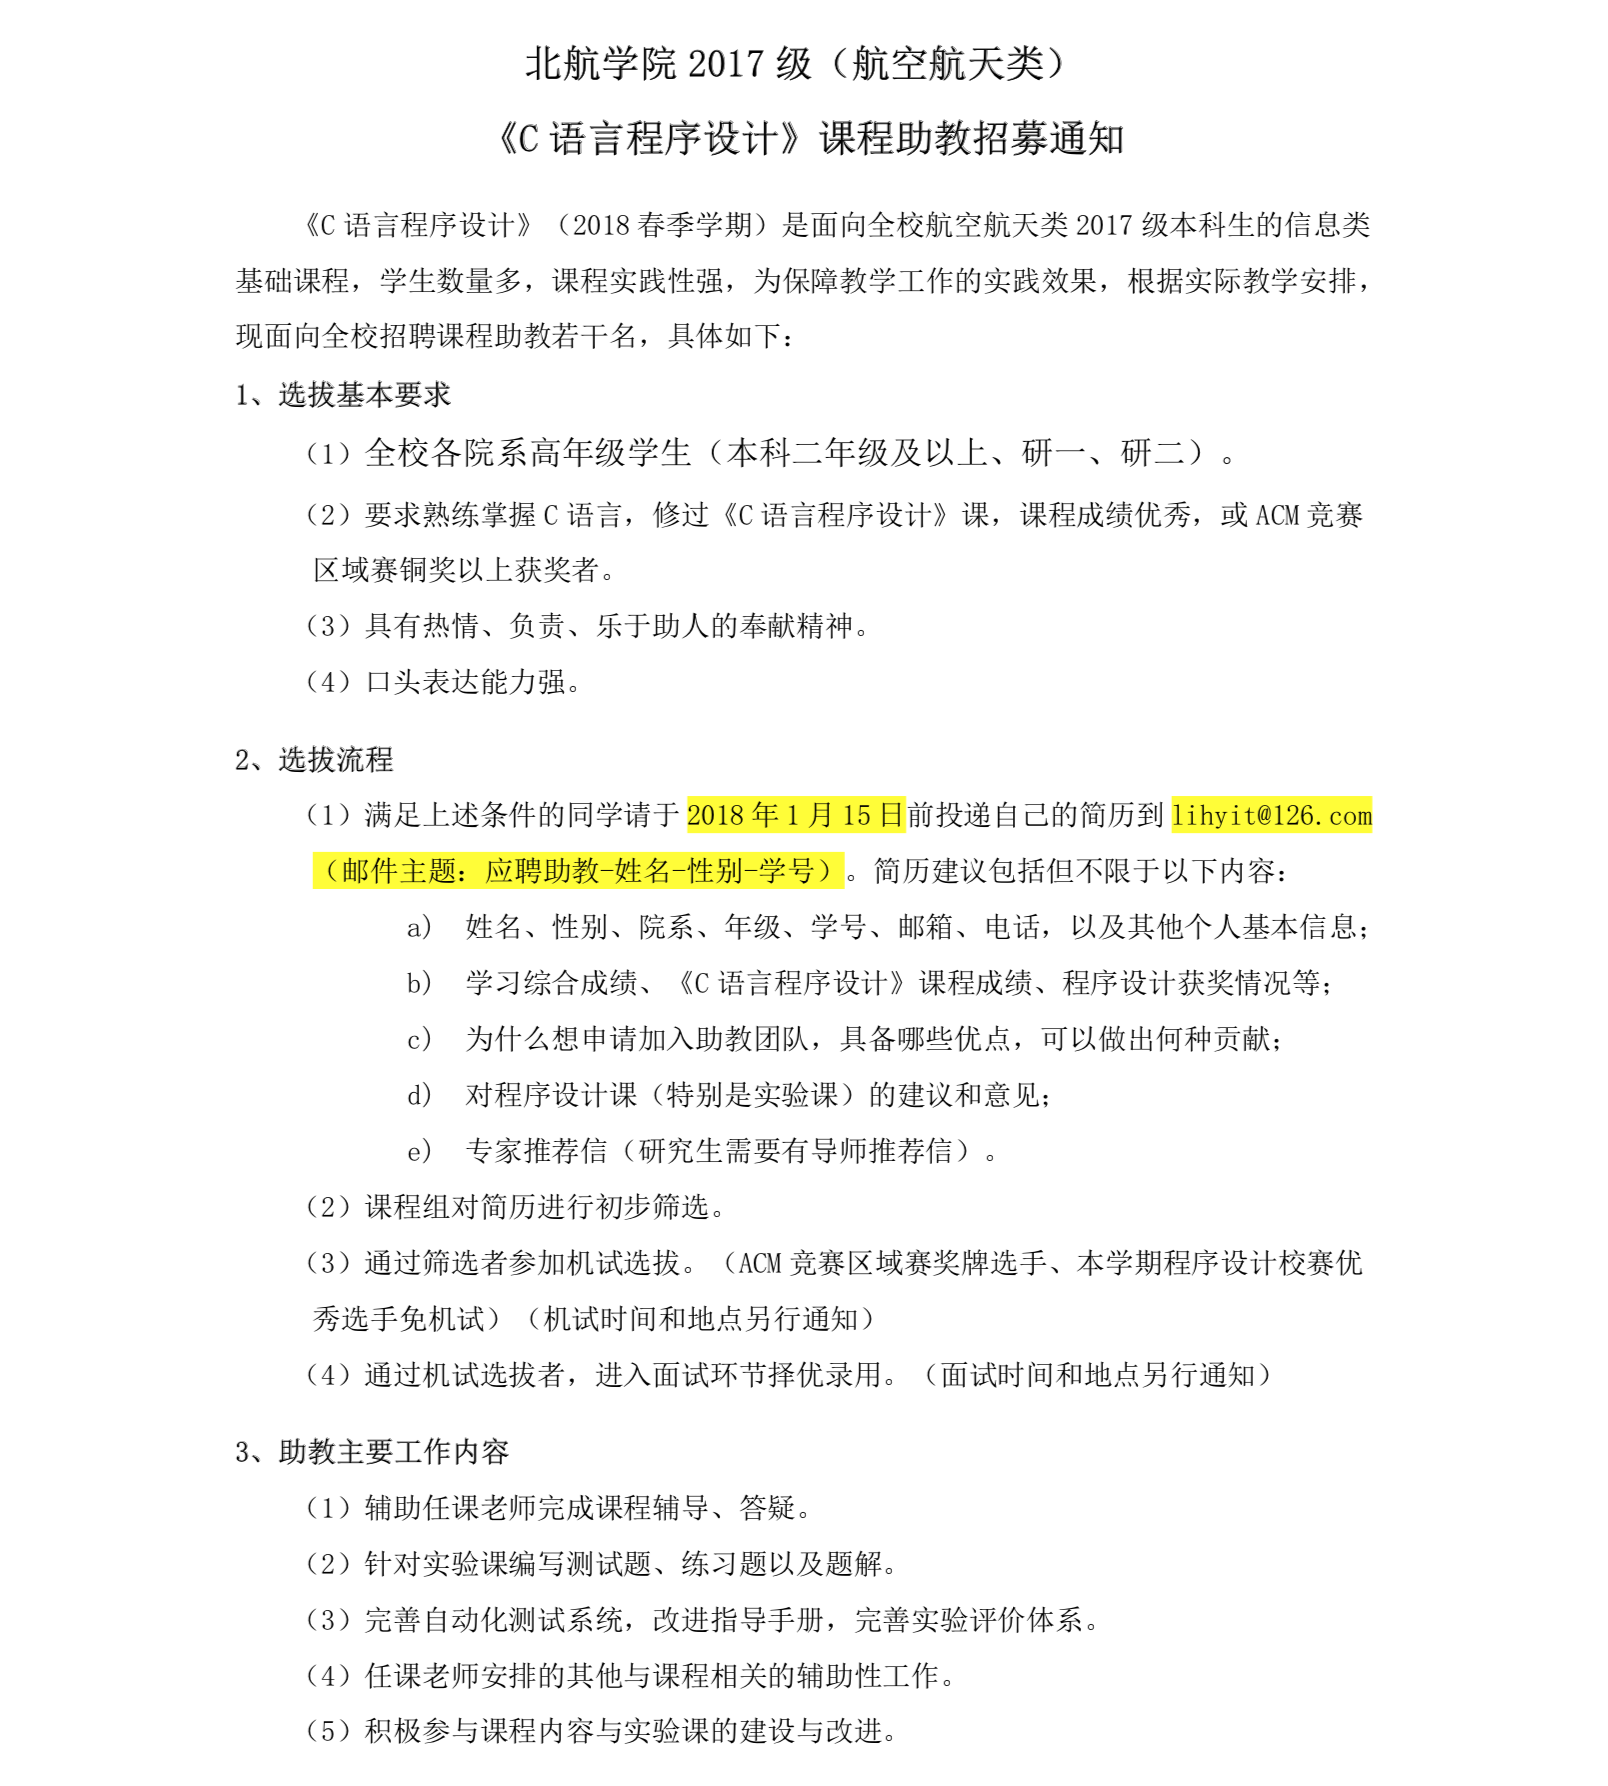 北航学院 2017 级（航空航天类）
《C 语言程序设计》课程助教招募通知
《C 语言程序设计》（2018 春季学期）是面向全校航空航天类 2017 级本科生的信息类
基础课程，学生数量多，课程实践性强，为保障教学工作的实践效果，根据实际教学安排，
现面向全校招聘课程助教若干名，具体如下：
1、选拔基本要求
（1）全校各院系高年级学生（本科二年级及以上、研一、研二）。
（2）要求熟练掌握 C 语言，修过《C 语言程序设计》课，课程成绩优秀，或 ACM 竞赛
区域赛铜奖以上获奖者。
（3）具有热情、负责、乐于助人的奉献精神。
（4）口头表达能力强。
2、选拔流程
（1）满足上述条件的同学请于 2018 年 1 月 15 日前投递自己的简历到 lihyit@126.com
（邮件主题：应聘助教-姓名-性别-学号）。简历建议包括但不限于以下内容：
a) 姓名、性别、院系、年级、学号、邮箱、电话，以及其他个人基本信息；
b) 学习综合成绩、《C 语言程序设计》课程成绩、程序设计获奖情况等；
c) 为什么想申请加入助教团队，具备哪些优点，可以做出何种贡献；
d) 对程序设计课（特别是实验课）的建议和意见；
e) 专家推荐信（研究生需要有导师推荐信）。
（2）课程组对简历进行初步筛选。
（3）通过筛选者参加机试选拔。（ACM 竞赛区域赛奖牌选手、本学期程序设计校赛优
秀选手免机试）（机试时间和地点另行通知）
（4）通过机试选拔者，进入面试环节择优录用。（面试时间和地点另行通知）
3、助教主要工作内容
（1）辅助任课老师完成课程辅导、答疑。
（2）针对实验课编写测试题、练习题以及题解。
（3）完善自动化测试系统，改进指导手册，完善实验评价体系。
（4）任课老师安排的其他与课程相关的辅助性工作。
（5）积极参与课程内容与实验课的建设与改进。